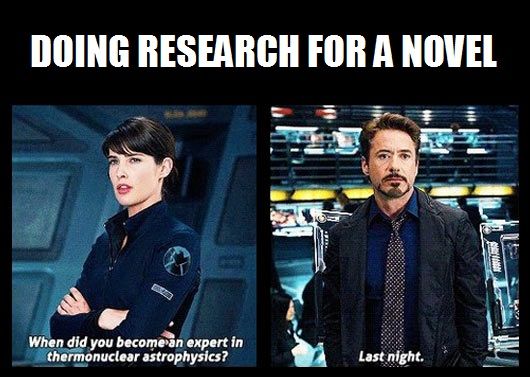 DOING RESEARCH FOR A NOVEL
When did you become an expert in
thermonuclear astrophysics?
Last night.